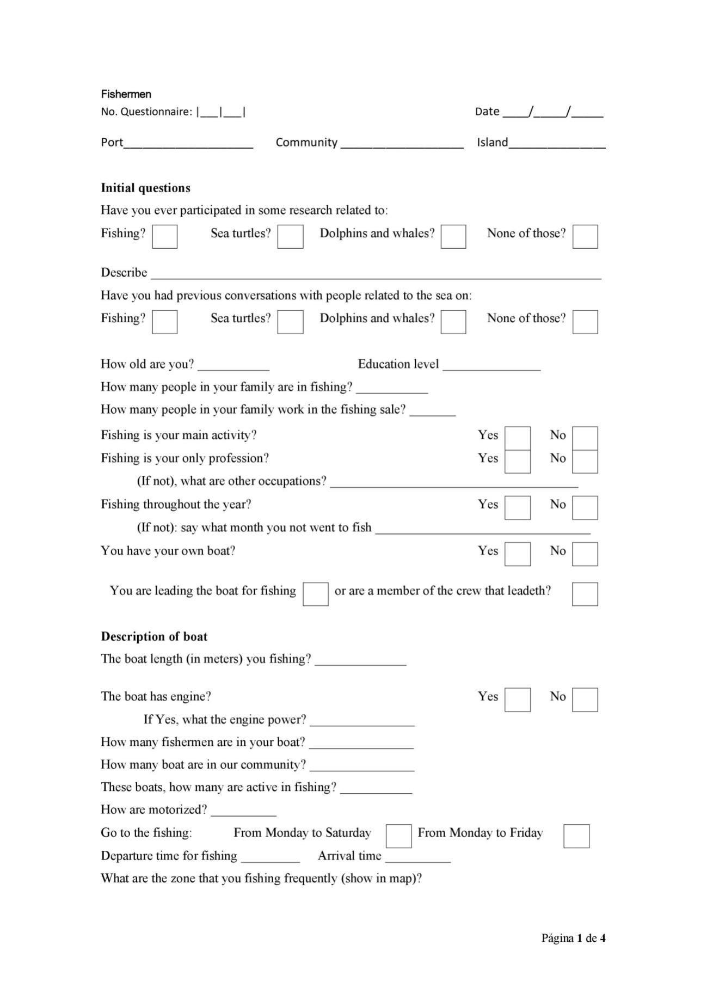 Fishermen
No. Questionnaire: |___|___| Date ____/_____/_____
Port____________________ Community ___________________ Island_______________
Initial questions
Have you ever participated in some research related to:
Fishing? Sea turtles? Dolphins and whales? None of those?
Describe _____________________________________________________________________
Have you had previous conversations with people related to the sea on:
Fishing? Sea turtles? Dolphins and whales? None of those?
How old are you? ___________ Education level _______________
How many people in your family are in fishing? ___________
How many people in your family work in the fishing sale? _______
Fishing is your main activity? Yes No
Fishing is your only profession? Yes No
(If not), what are other occupations? ______________________________________
Fishing throughout the year? Yes No
(If not): say what month you not went to fish _________________________________
You have your own boat? Yes No
You are leading the boat for fishing or are a member of the crew that leadeth?
Description of boat
The boat length (in meters) you fishing? ______________
The boat has engine? Yes No
If Yes, what the engine power? ________________
How many fishermen are in your boat? ________________
How many boat are in our community? ________________
These boats, how many are active in fishing? ___________
How are motorized? __________
Go to the fishing: From Monday to Saturday From Monday to Friday
Departure time for fishing _________ Arrival time __________
What are the zone that you fishing frequently (show in map)?
Página 1 de 4